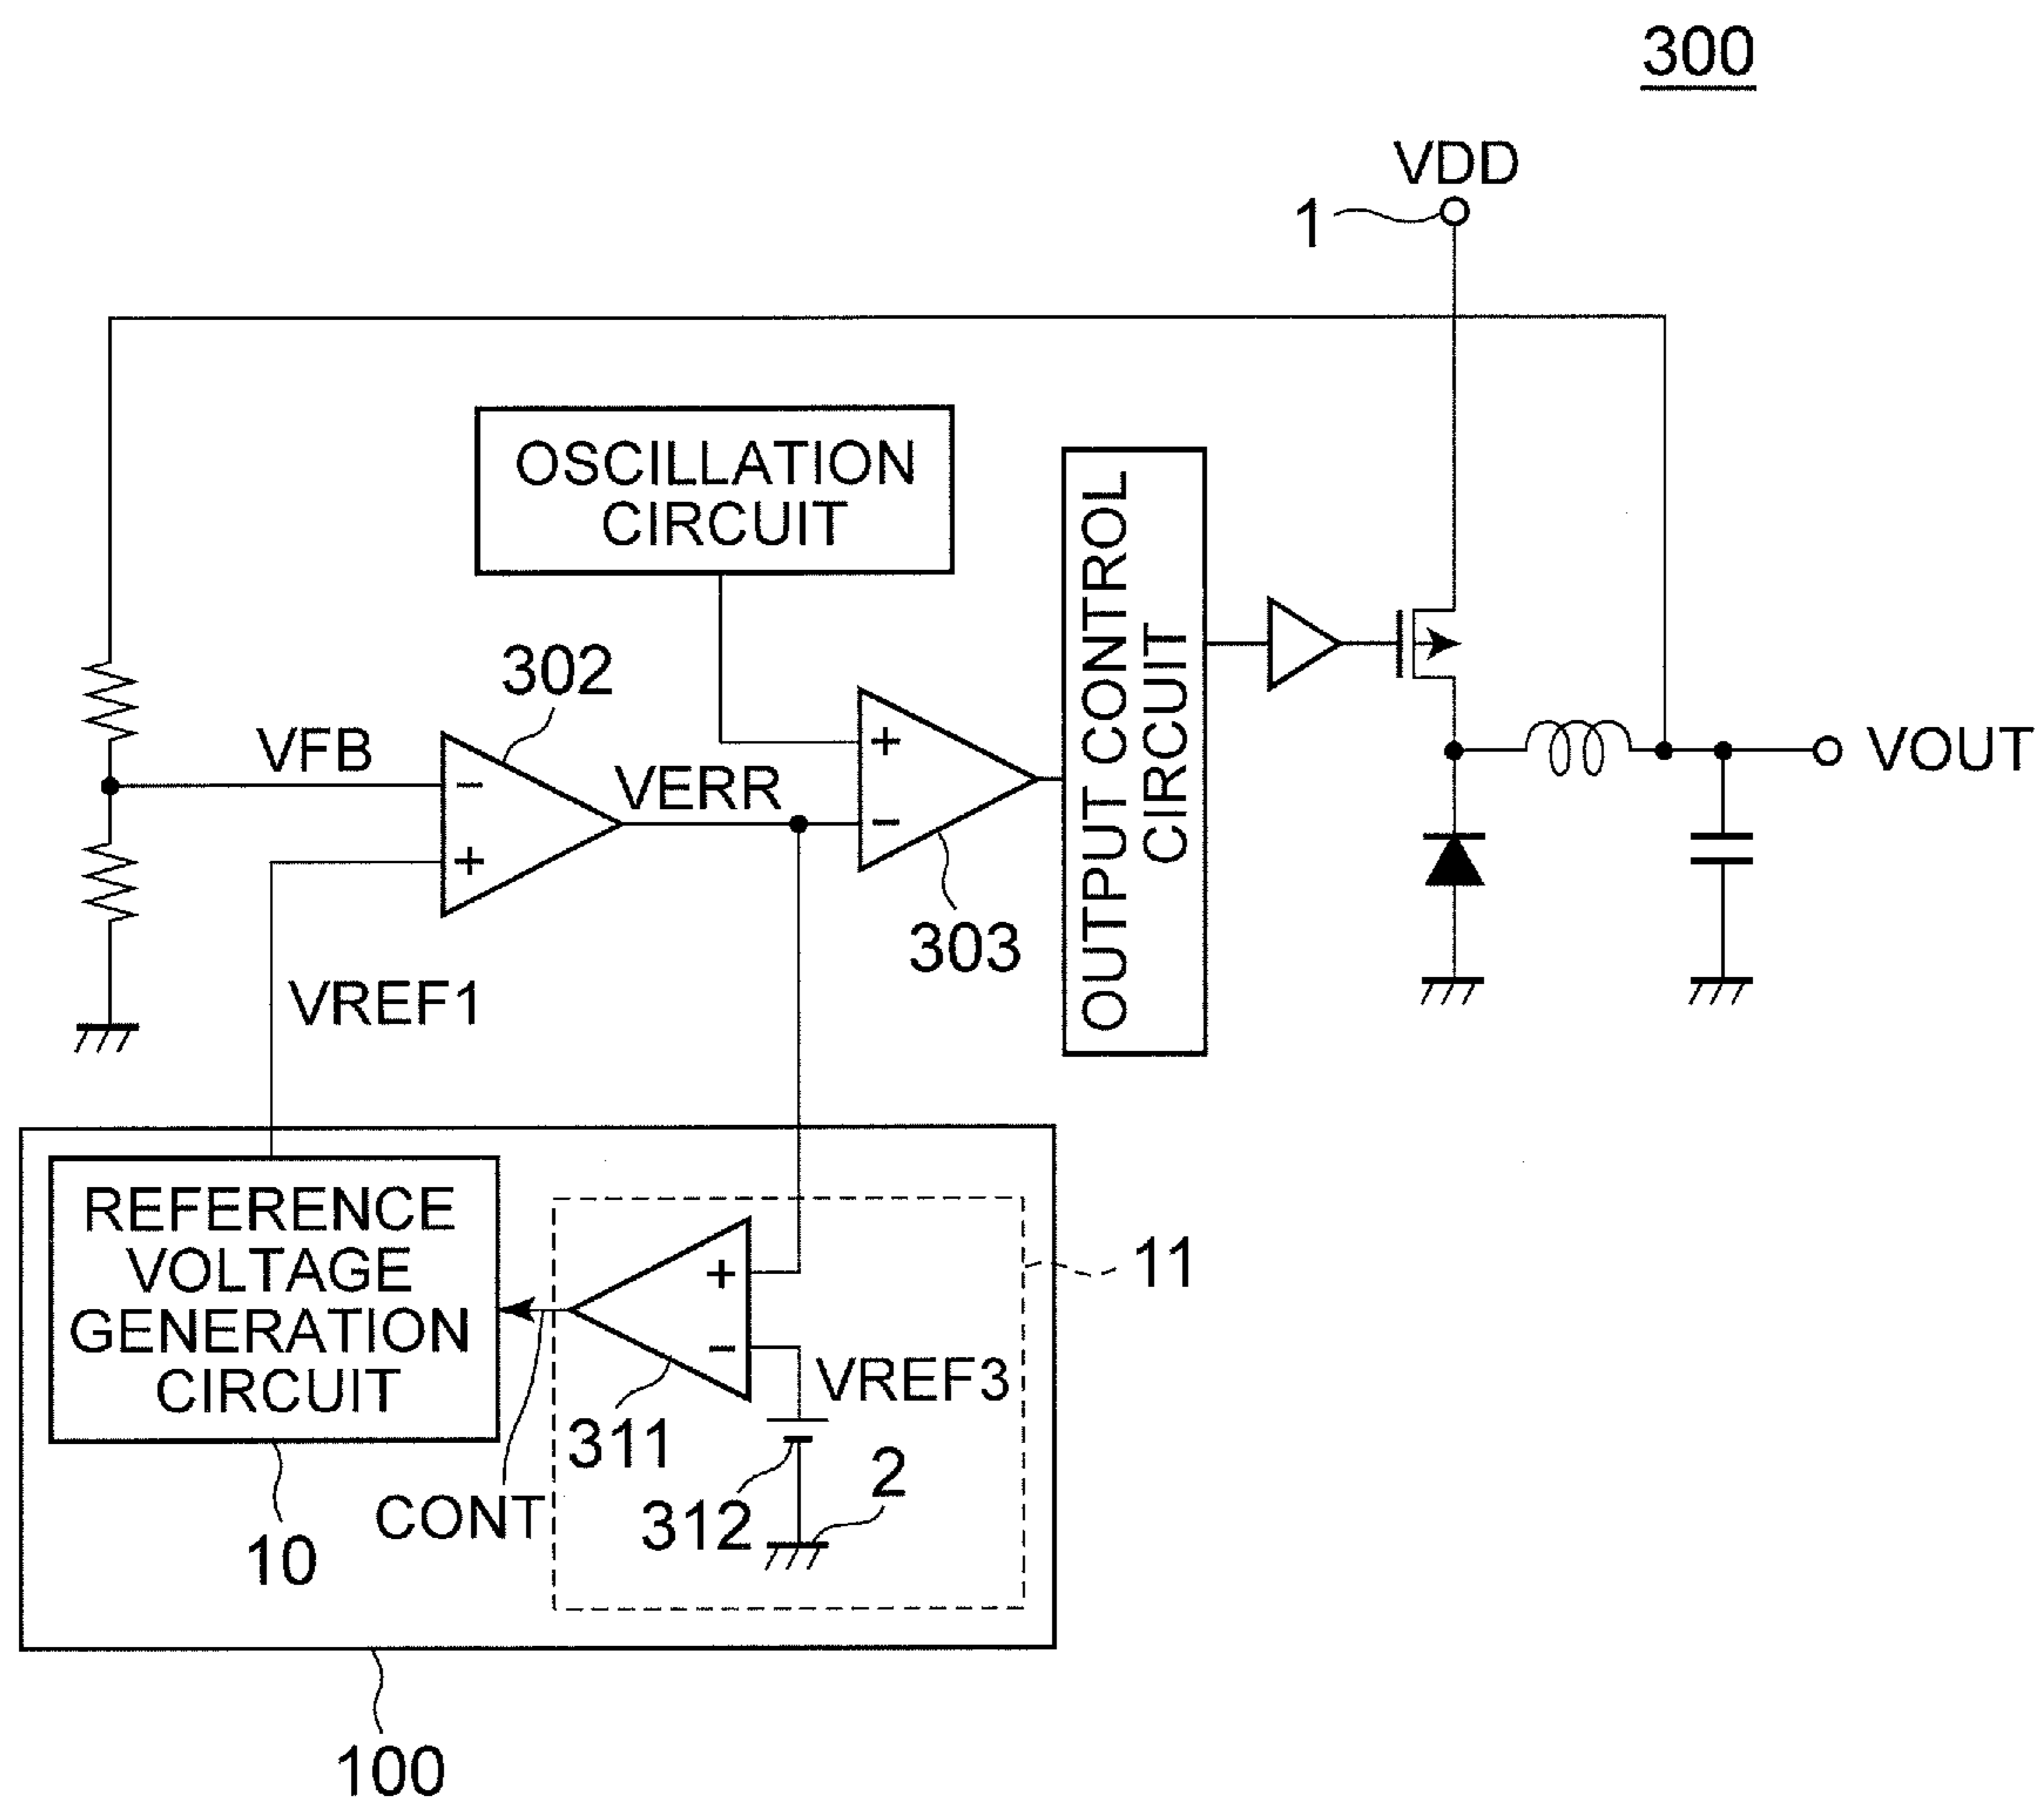 300
VDD
1
OSCILLATION
CIRCUIT
OUTPUT CONTROL
CIRCUIT
302
VFB
−
+
VERR
+
−
303
VOUT
VREF1
REFERENCE
VOLTAGE
GENERATION
CIRCUIT
+
−
11
VREF3
311
312
2
CONT
10
100